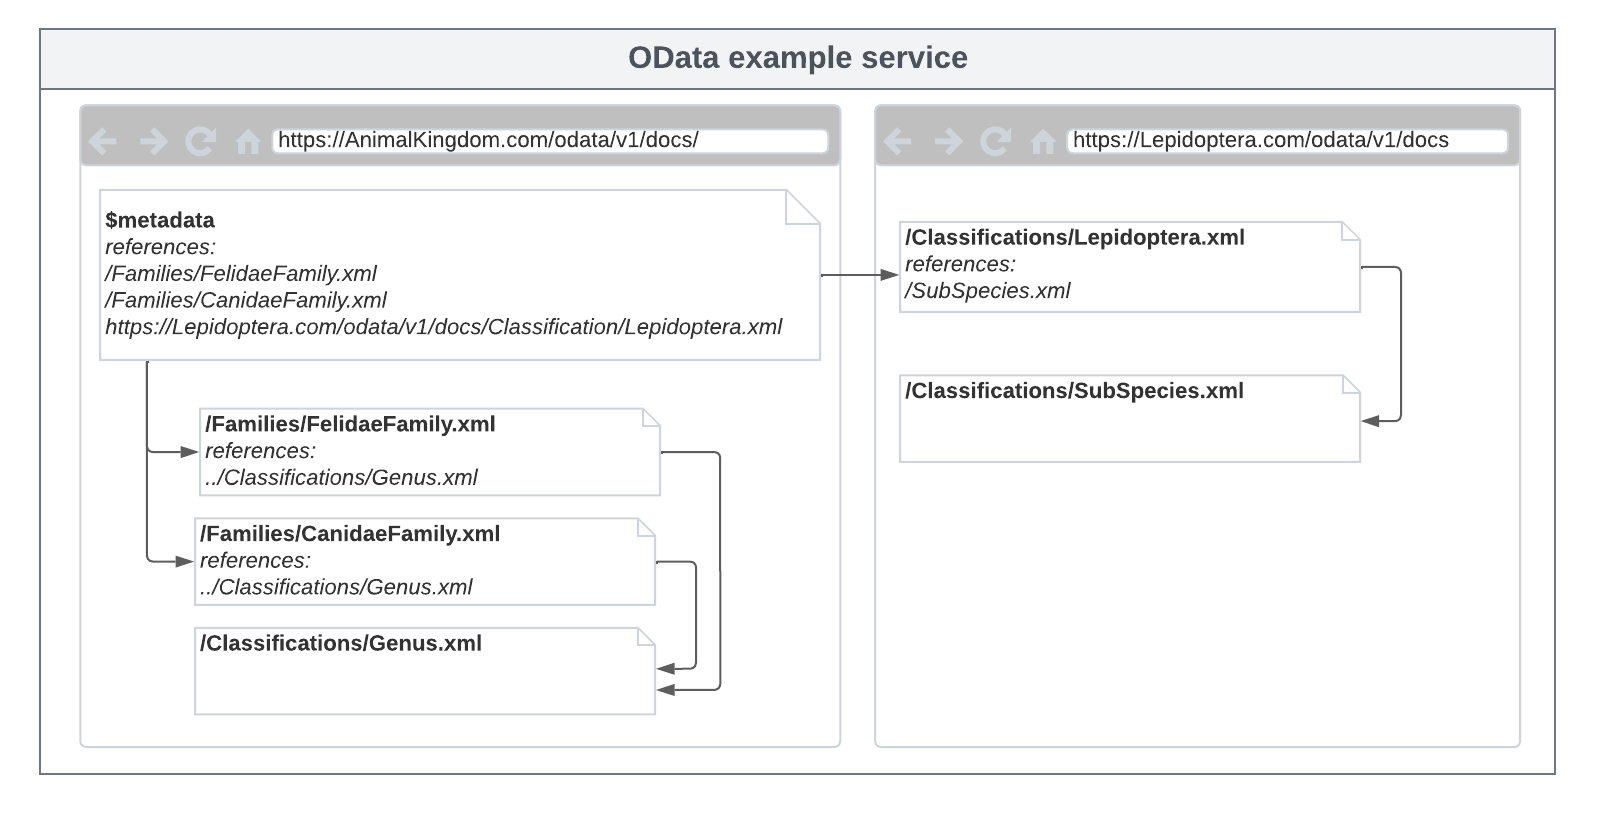 OData example service
https://AnimalKingdom.com/odata/v1/docs/
$metadata
references:
/Families/FelidaeFamily.xml
/Families/CanidaeFamily.xml
https://Lepidoptera.com/odata/v1/docs/Classification/Lepidoptera.xml
/Families/FelidaeFamily.xml
references:
../Classifications/Genus.xml
/Families/CanidaeFamily.xml
references:
../Classifications/Genus.xml
/Classifications/Genus.xml
https://Lepidoptera.com/odata/v1/docs
/Classifications/Lepidoptera.xml
references:
/SubSpecies.xml
/Classifications/SubSpecies.xml